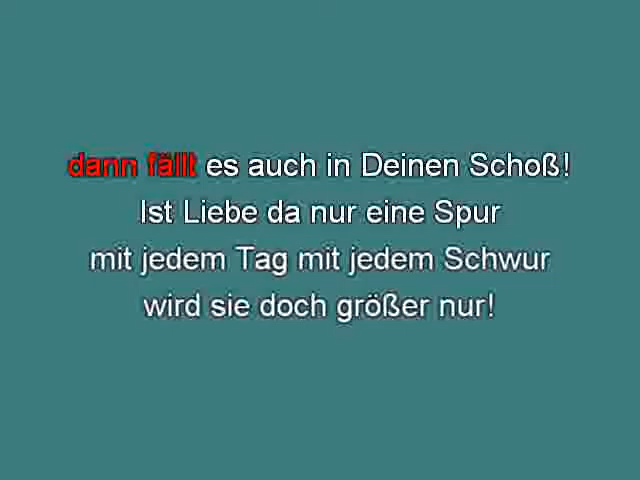 dann fällt es auch in Deinen Schoß!
Ist Liebe da nur eine Spur
mit jedem Tag mit jedem Schwur
wird sie doch größer nur!